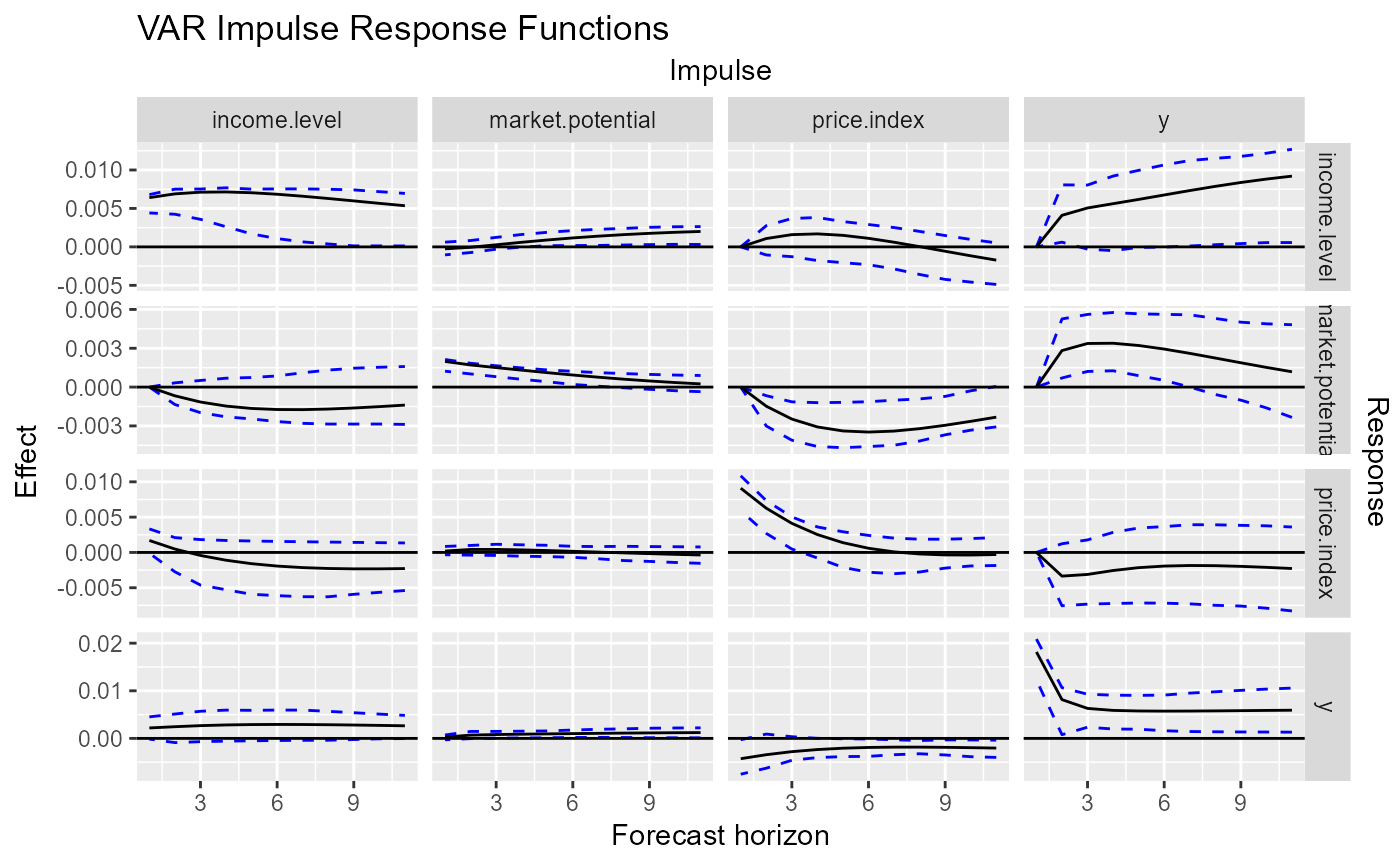 VAR Impulse Response Functions
Impulse
income.level
market.potential
price.index
y
0.010
0.005
0.000
-0.005
income.level
0.006
0.003
0.000
-0.003
market.potentia
0.010
0.005
0.000
-0.005
price.index
0.02
0.01
0.00
y
Effect
Response
3
6
9
3
6
9
3
6
9
3
6
9
Forecast horizon